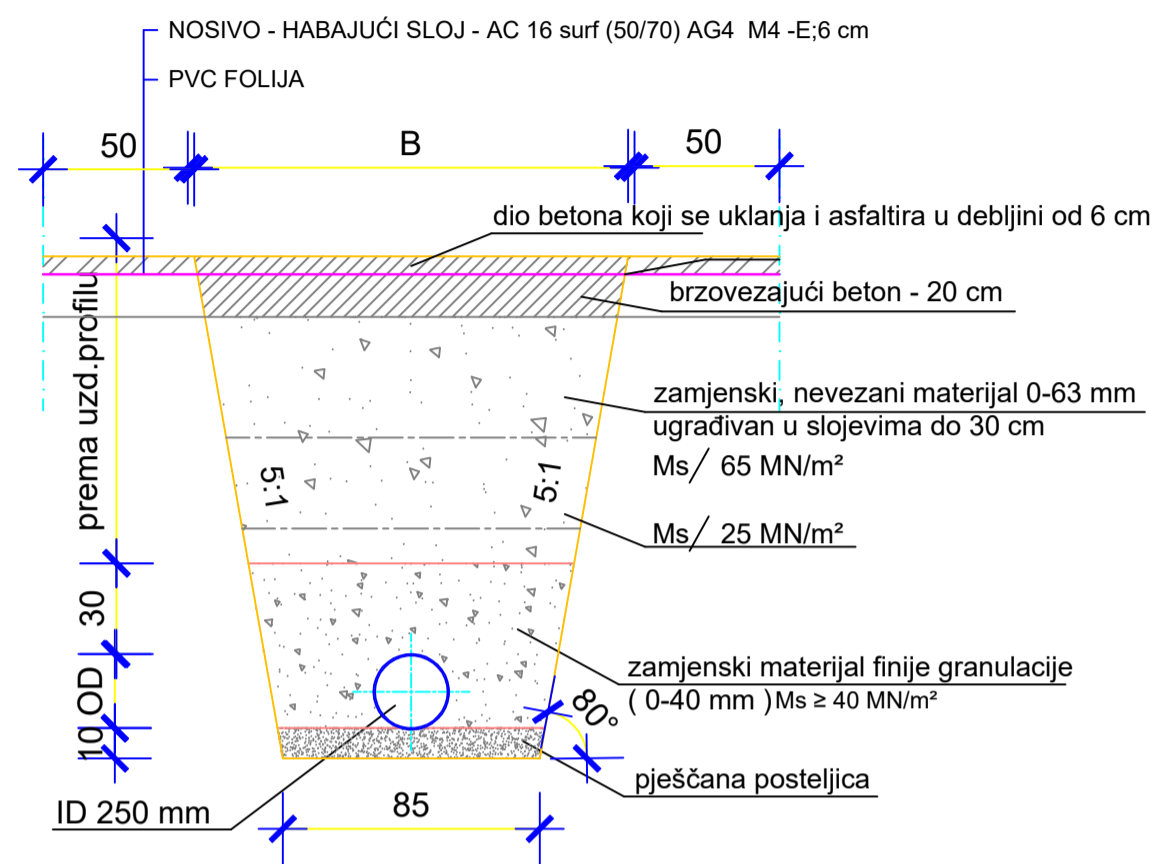 NOSIVO - HABAJUĆI SLOJ - AC 16 surf (50/70) AG4 M4 -E;6 cm
PVC FOLIJA
50
B
50
dio betona koji se uklanja i asfaltira u debljini od 6 cm
brzovezajući beton - 20 cm
prema uzd.profilu
zamjenski, nevezani materijal 0-63 mm
ugrađivan u slojevima do 30 cm
Ms/ 65 MN/m²
5:1
5:1
Ms/ 25 MN/m²
30
zamjenski materijal finije granulacije
( 0-40 mm ) Ms ≥ 40 MN/m²
OD
80°
10
pješčana posteljica
ID 250 mm
85